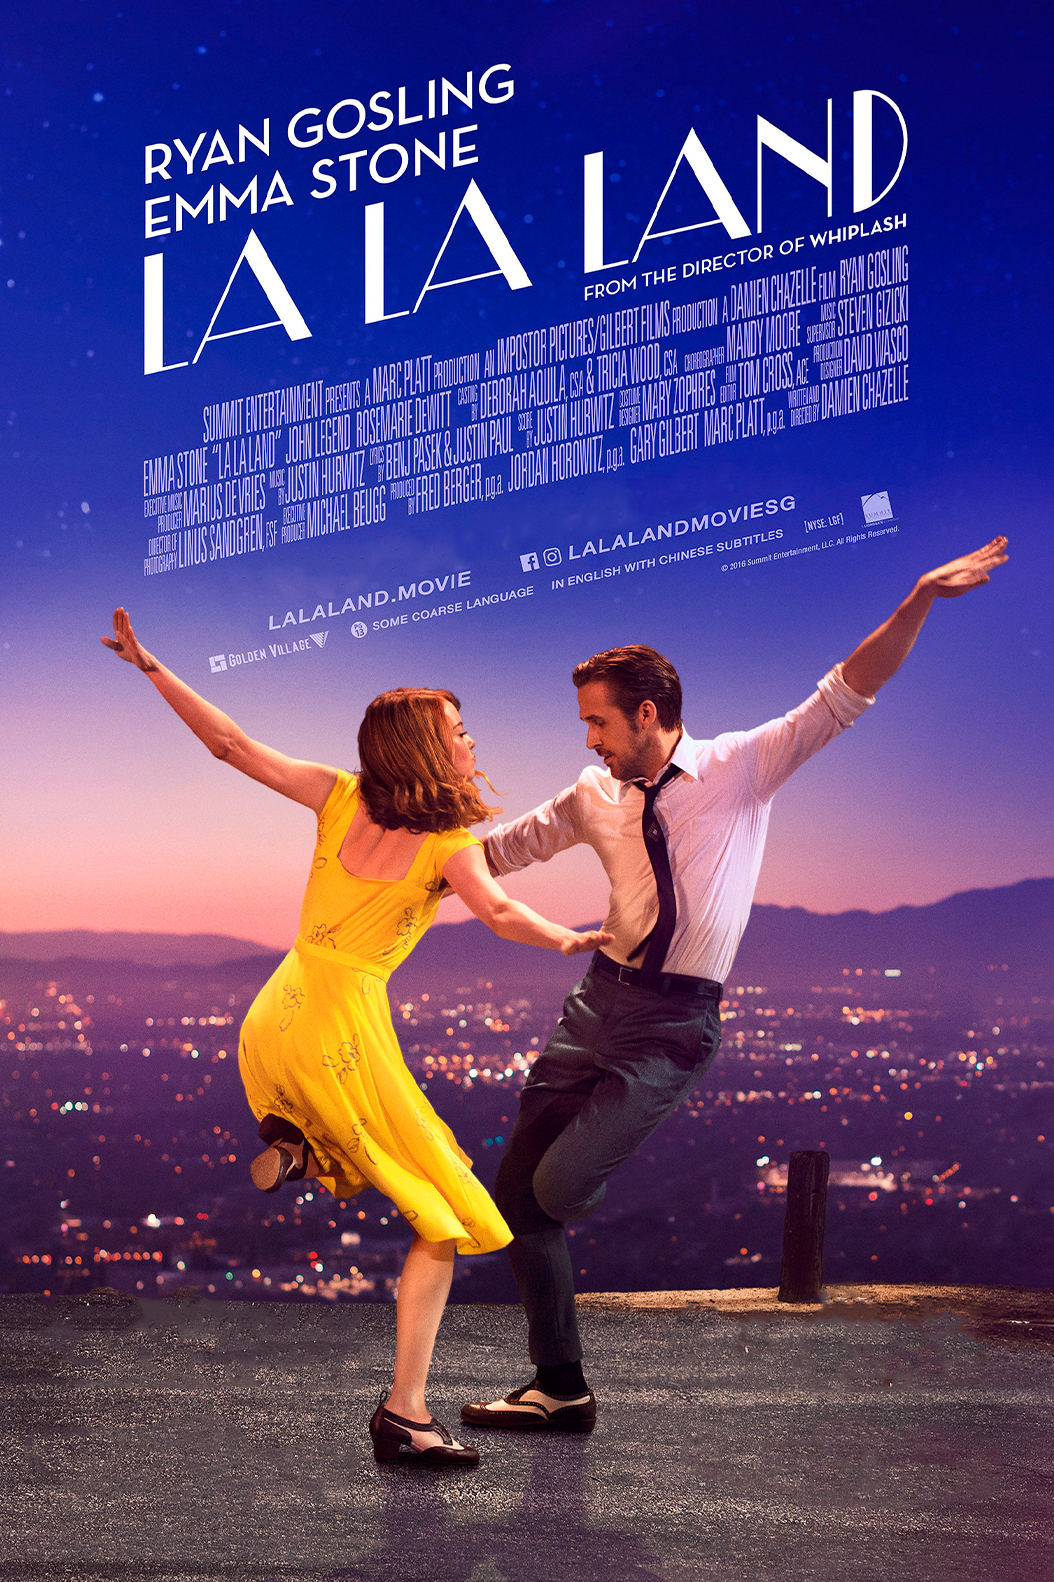 RYAN GOSLING
EMMA STONE
LA LA LAND
FROM THE DIRECTOR OF WHIPLASH
SUMMIT ENTERTAINMENT PRESENTS A MARC PLATT PRODUCTION AN IMPOSTOR PICTURES/GILBERT FILMS PRODUCTION A DAMIEN CHAZELLE FILM RYAN GOSLING
EMMA STONE "LA LA LAND" JOHN LEGEND ROSEMARIE DEWITT CASTING BY DEBORAH AQUILA, CSA & TRICIA WOOD, CSA CHOREOGRAPHER MANDY MOORE MUSIC SUPERVISOR STEVEN GIZICKI
EXECUTIVE MUSIC PRODUCER MARIUS DE VRIES MUSIC BY JUSTIN HURWITZ LYRICS BY BENJ PASEK & JUSTIN PAUL SCORE BY JUSTIN HURWITZ COSTUME DESIGNER MARY ZOPHRES FILM EDITOR TOM CROSS, ACE PRODUCTION DESIGNER DAVID WASCO
DIRECTOR OF PHOTOGRAPHY LINUS SANDGREN, FSF EXECUTIVE PRODUCER MICHAEL BEUGG PRODUCED BY FRED BERGER, p.g.a. JORDAN HOROWITZ, p.g.a. GARY GILBERT MARC PLATT, p.g.a. WRITTEN AND DIRECTED BY DAMIEN CHAZELLE
LALALAND.MOVIE LALALANDMOVIESG [NYSE: LGF] SUMMIT
GOLDEN VILLAGE PG 13 SOME COARSE LANGUAGE IN ENGLISH WITH CHINESE SUBTITLES © 2016 Summit Entertainment, LLC. All Rights Reserved.